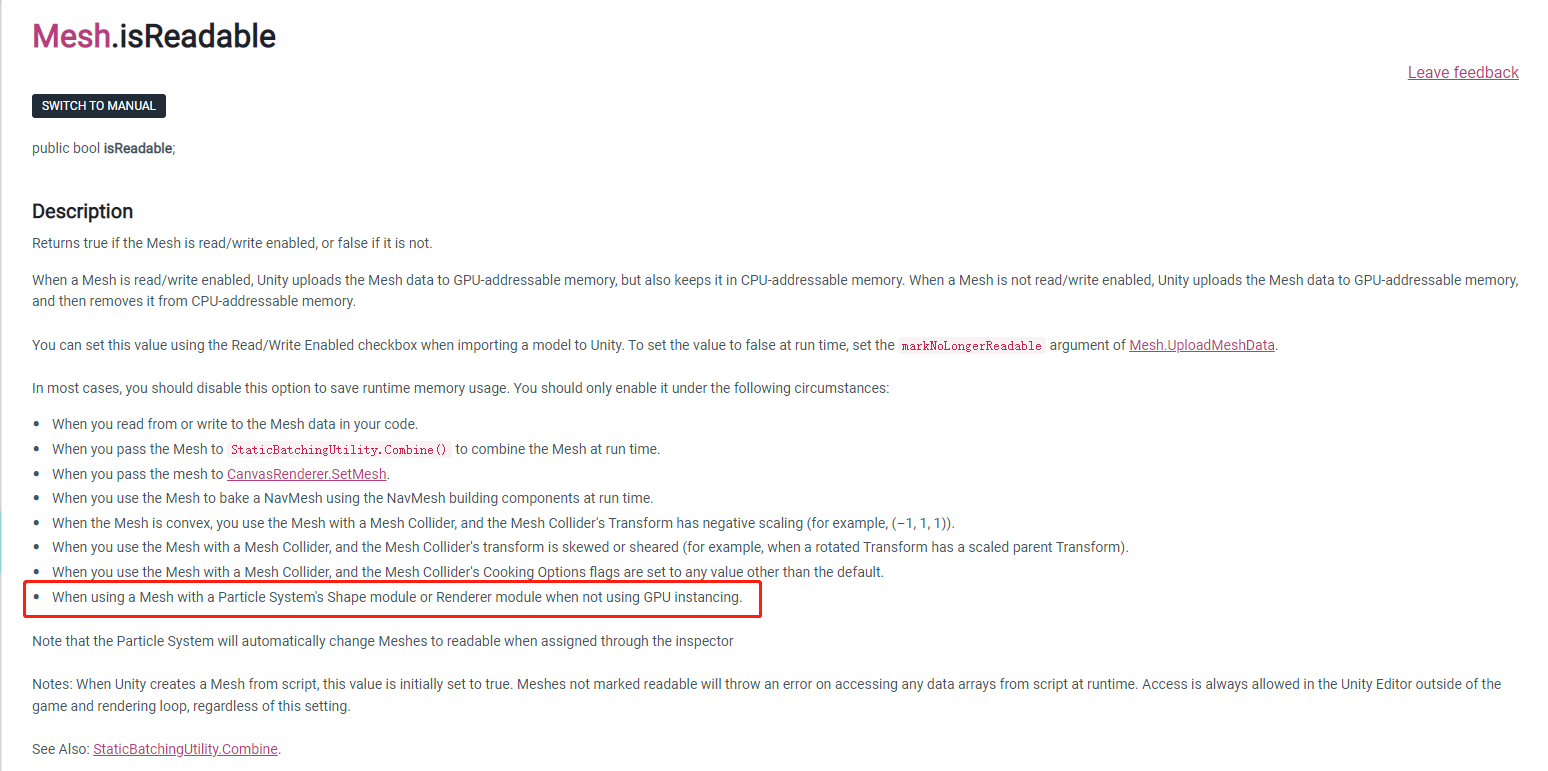 Mesh.isReadable
Leave feedback
SWITCH TO MANUAL
public bool isReadable;
Description
Returns true if the Mesh is read/write enabled, or false if it is not.
When a Mesh is read/write enabled, Unity uploads the Mesh data to GPU-addressable memory, but also keeps it in CPU-addressable memory. When a Mesh is not read/write enabled, Unity uploads the Mesh data to GPU-addressable memory,
and then removes it from CPU-addressable memory.
You can set this value using the Read/Write Enabled checkbox when importing a model to Unity. To set the value to false at run time, set the markNoLongerReadable argument of Mesh.UploadMeshData.
In most cases, you should disable this option to save runtime memory usage. You should only enable it under the following circumstances:
• When you read from or write to the Mesh data in your code.
• When you pass the Mesh to StaticBatchingUtility.Combine() to combine the Mesh at run time.
• When you pass the mesh to CanvasRenderer.SetMesh.
• When you use the Mesh to bake a NavMesh using the NavMesh building components at run time.
• When the Mesh is convex, you use the Mesh with a Mesh Collider, and the Mesh Collider's Transform has negative scaling (for example, (−1, 1, 1)).
• When you use the Mesh with a Mesh Collider, and the Mesh Collider's transform is skewed or sheared (for example, when a rotated Transform has a scaled parent Transform).
• When you use the Mesh with a Mesh Collider, and the Mesh Collider's Cooking Options flags are set to any value other than the default.
• When using a Mesh with a Particle System's Shape module or Renderer module when not using GPU instancing.
Note that the Particle System will automatically change Meshes to readable when assigned through the inspector
Notes: When Unity creates a Mesh from script, this value is initially set to true. Meshes not marked readable will throw an error on accessing any data arrays from script at runtime. Access is always allowed in the Unity Editor outside of the
game and rendering loop, regardless of this setting.
See Also: StaticBatchingUtility.Combine.